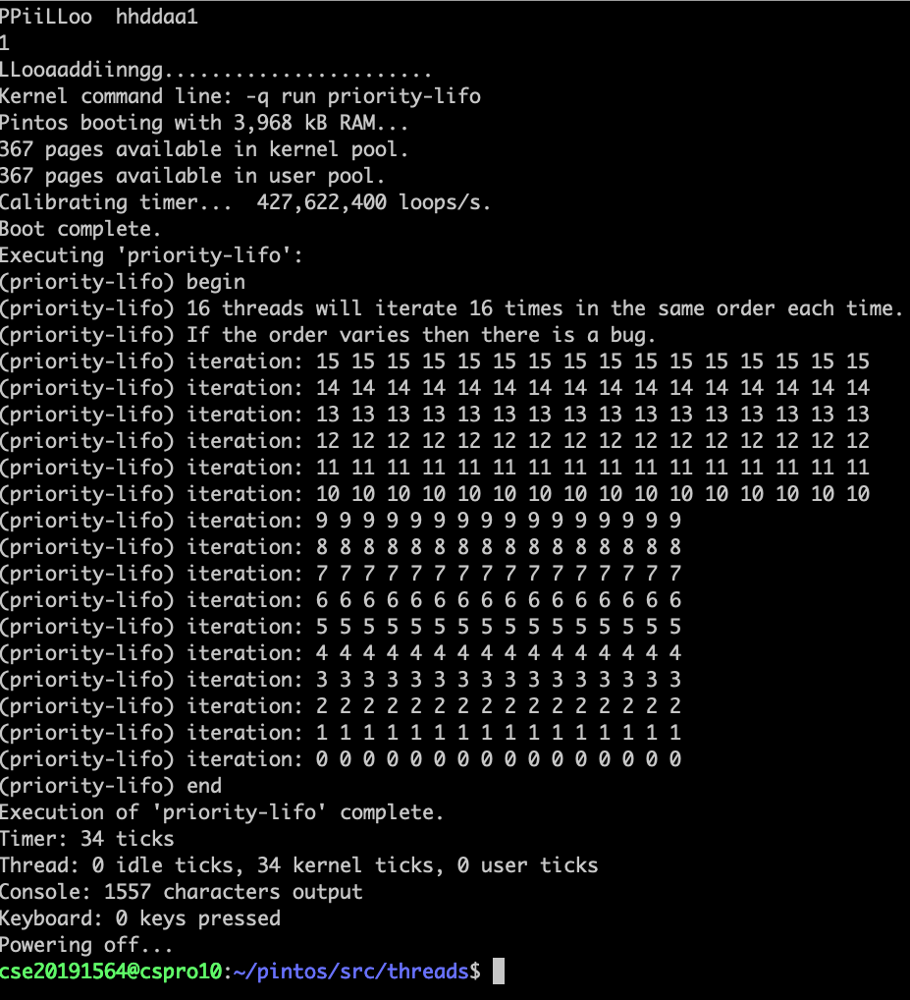 PPiiLLoo  hhddaa1
1
LLooaaddiinngg.......................
Kernel command line: -q run priority-lifo
Pintos booting with 3,968 kB RAM...
367 pages available in kernel pool.
367 pages available in user pool.
Calibrating timer...  427,622,400 loops/s.
Boot complete.
Executing 'priority-lifo':
(priority-lifo) begin
(priority-lifo) 16 threads will iterate 16 times in the same order each time.
(priority-lifo) If the order varies then there is a bug.
(priority-lifo) iteration: 15 15 15 15 15 15 15 15 15 15 15 15 15 15 15 15
(priority-lifo) iteration: 14 14 14 14 14 14 14 14 14 14 14 14 14 14 14 14
(priority-lifo) iteration: 13 13 13 13 13 13 13 13 13 13 13 13 13 13 13 13
(priority-lifo) iteration: 12 12 12 12 12 12 12 12 12 12 12 12 12 12 12 12
(priority-lifo) iteration: 11 11 11 11 11 11 11 11 11 11 11 11 11 11 11 11
(priority-lifo) iteration: 10 10 10 10 10 10 10 10 10 10 10 10 10 10 10 10
(priority-lifo) iteration: 9 9 9 9 9 9 9 9 9 9 9 9 9 9 9 9
(priority-lifo) iteration: 8 8 8 8 8 8 8 8 8 8 8 8 8 8 8 8
(priority-lifo) iteration: 7 7 7 7 7 7 7 7 7 7 7 7 7 7 7 7
(priority-lifo) iteration: 6 6 6 6 6 6 6 6 6 6 6 6 6 6 6 6
(priority-lifo) iteration: 5 5 5 5 5 5 5 5 5 5 5 5 5 5 5 5
(priority-lifo) iteration: 4 4 4 4 4 4 4 4 4 4 4 4 4 4 4 4
(priority-lifo) iteration: 3 3 3 3 3 3 3 3 3 3 3 3 3 3 3 3
(priority-lifo) iteration: 2 2 2 2 2 2 2 2 2 2 2 2 2 2 2 2
(priority-lifo) iteration: 1 1 1 1 1 1 1 1 1 1 1 1 1 1 1 1
(priority-lifo) iteration: 0 0 0 0 0 0 0 0 0 0 0 0 0 0 0 0
(priority-lifo) end
Execution of 'priority-lifo' complete.
Timer: 34 ticks
Thread: 0 idle ticks, 34 kernel ticks, 0 user ticks
Console: 1557 characters output
Keyboard: 0 keys pressed
Powering off...
cse20191564@cspro10:~/pintos/src/threads$